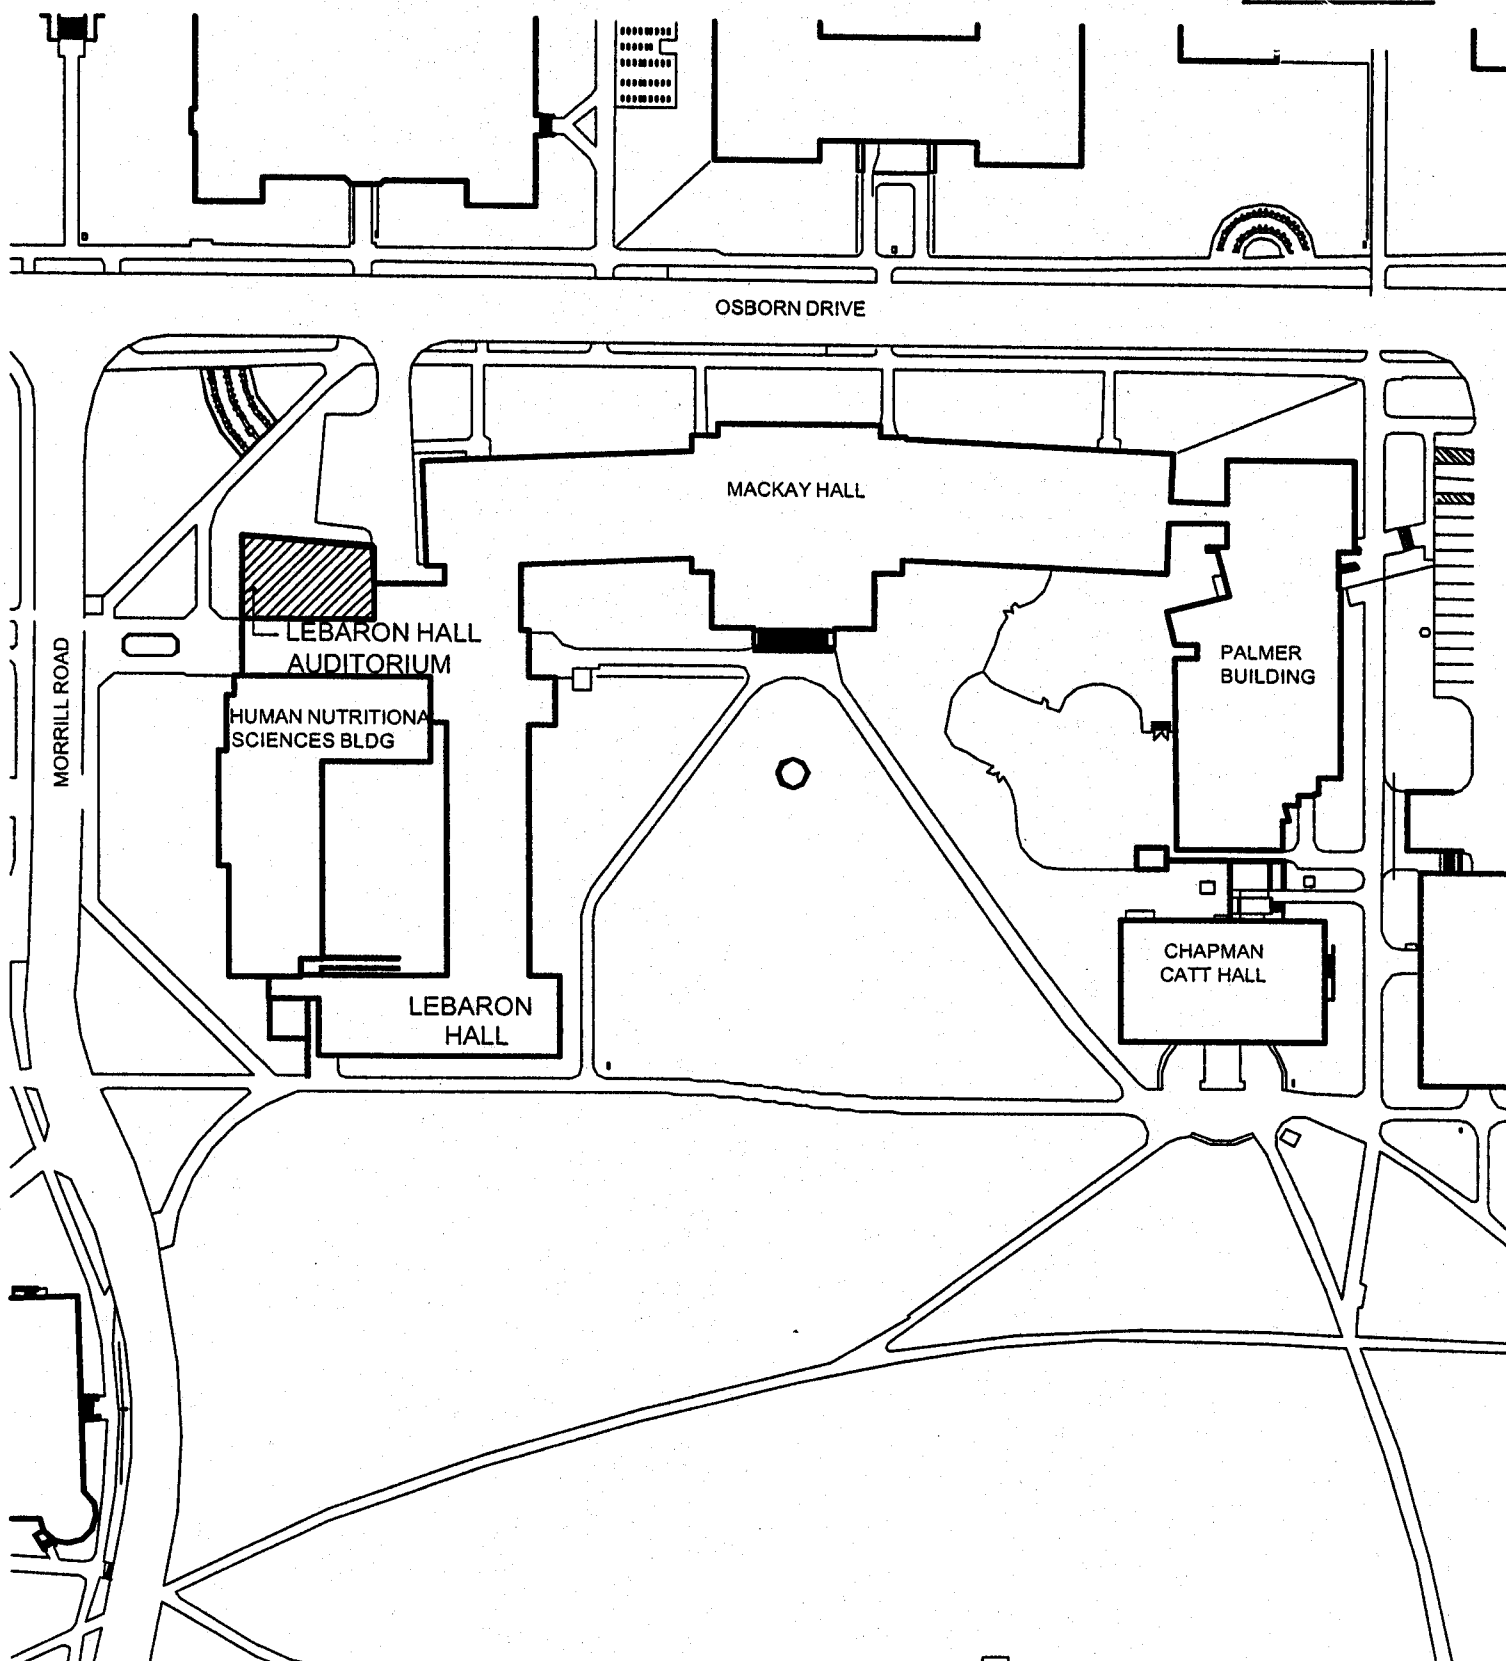 OSBORN DRIVE
MACKAY HALL
LEBARON HALL
AUDITORIUM
PALMER
BUILDING
MORRILL ROAD
HUMAN NUTRITIONA
SCIENCES BLDG
CHAPMAN
CATT HALL
LEBARON
HALL